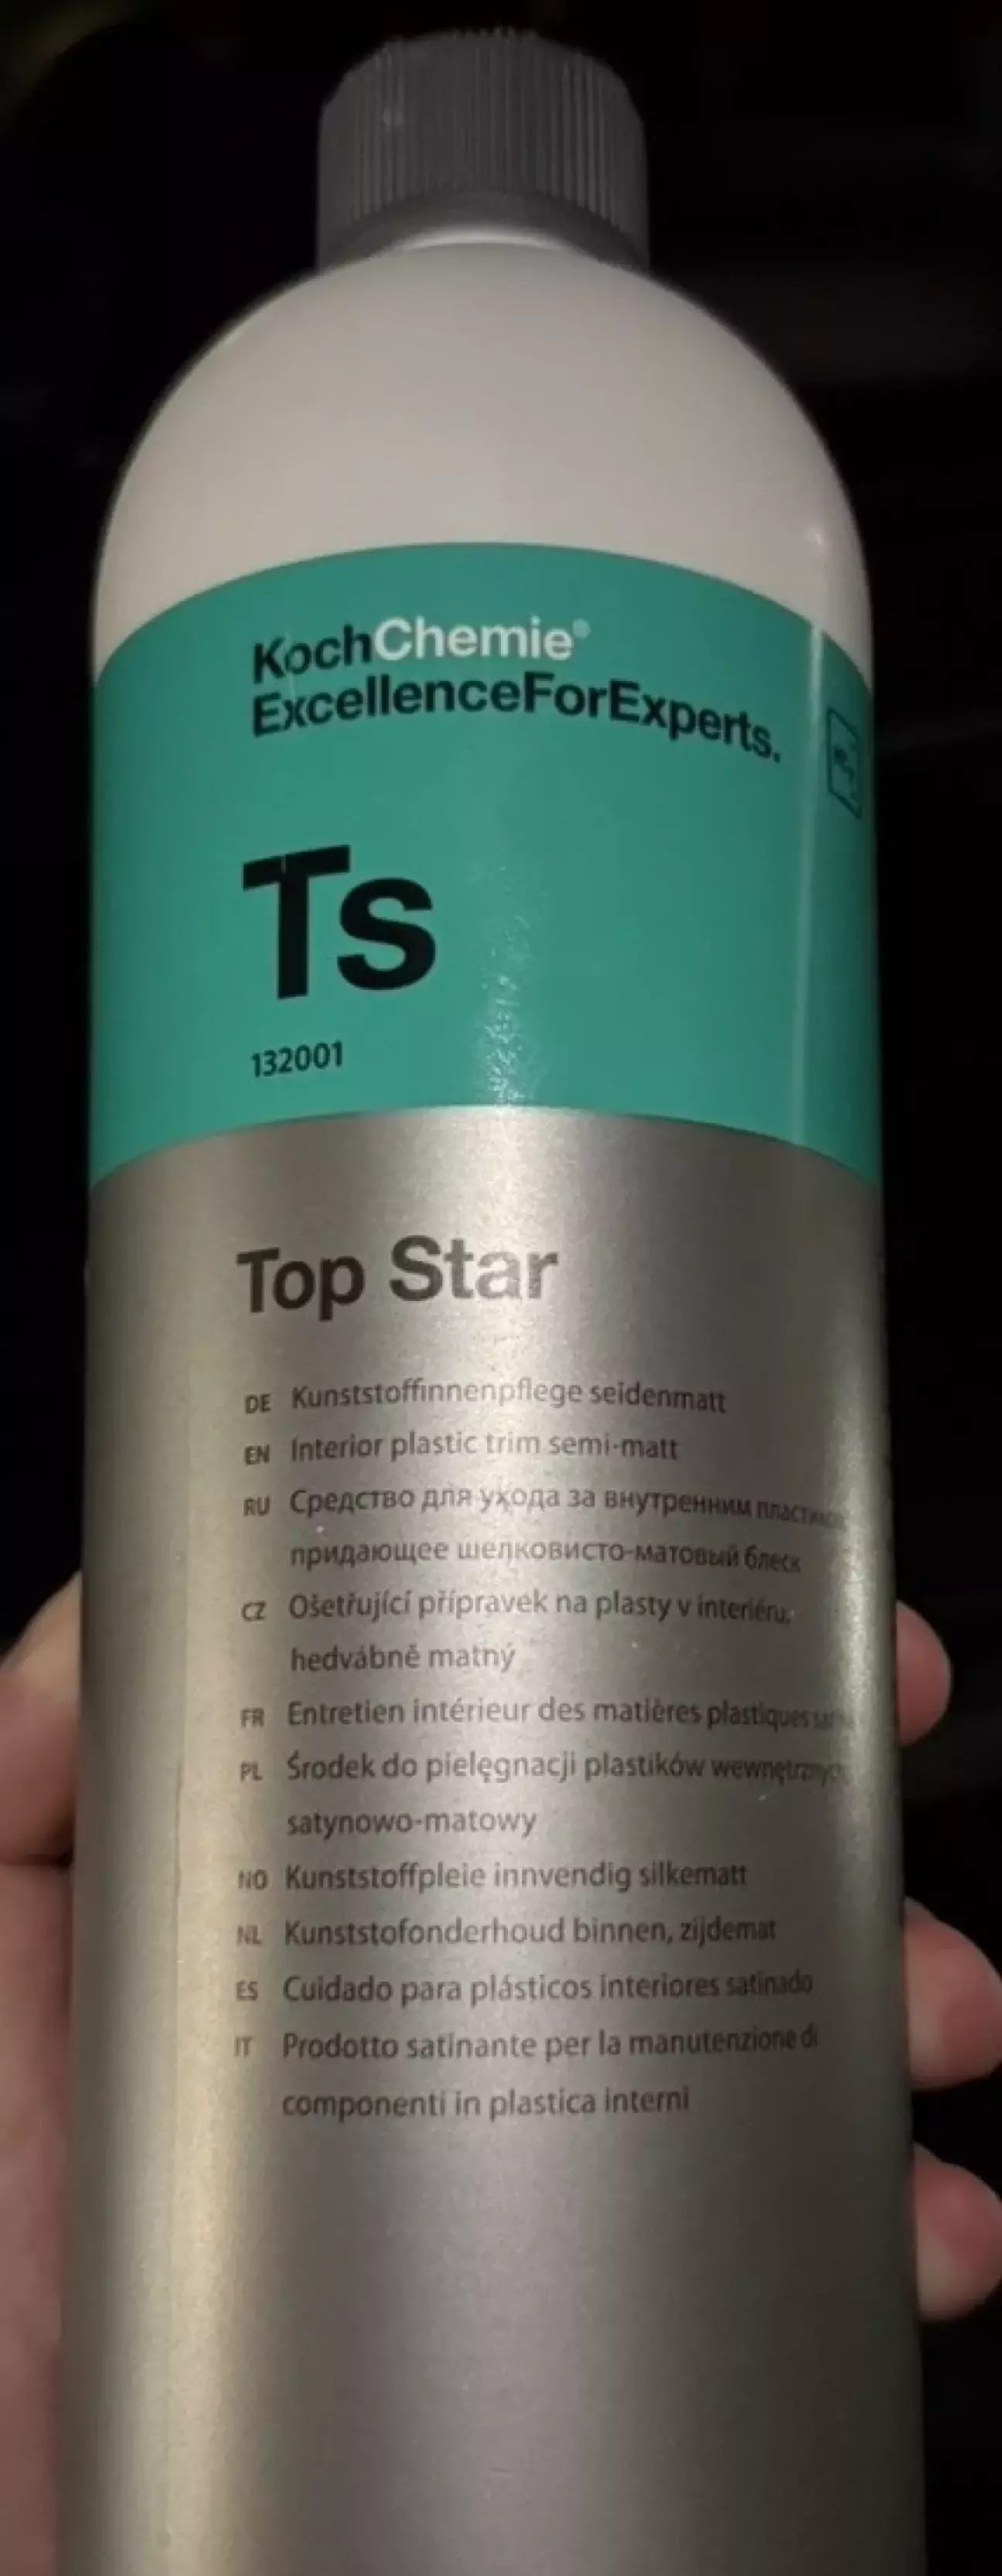 KochChemie®
ExcellenceForExperts.
Ts
132001
Top Star
DE Kunststoffinnenpflege seidenmatt
EN Interior plastic trim semi-matt
RU Средство для ухода за внутренним
придающее шелковисто-матовый блеск
CZ Ošetřující přípravek na plasty v interiéru,
hedvábně matný
FR Entretien intérieur des matières plastiques
PL Środek do pielęgnacji plastików
satynowo-matowy
NO Kunststoffpleie innvendig silkematt
NL Kunststofonderhoud binnen, zijdemat
ES Cuidado para plásticos interiores satinado
IT Prodotto satinante per la manutenzione di
componenti in plastica interni